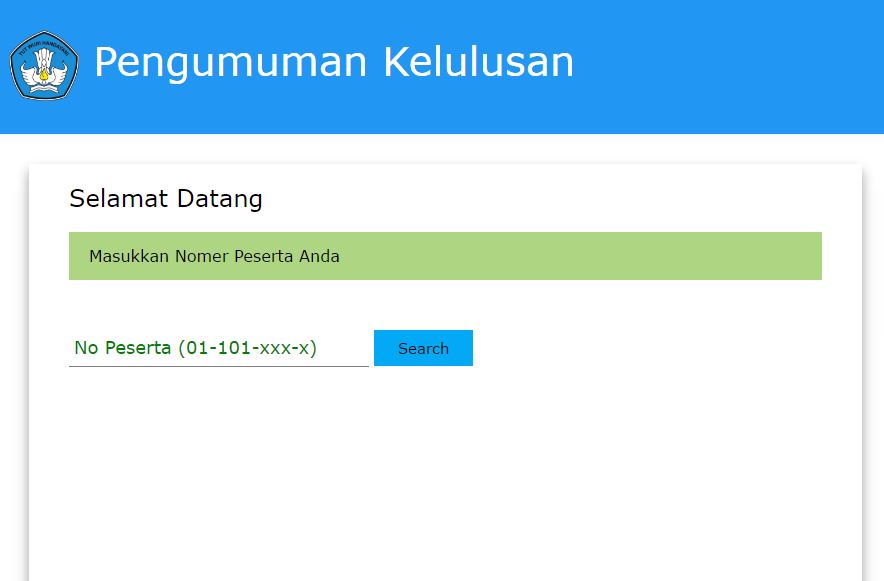 TUT WURI HANDAYANI
Pengumuman Kelulusan
Selamat Datang
Masukkan Nomer Peserta Anda
No Peserta (01-101-xxx-x)
Search